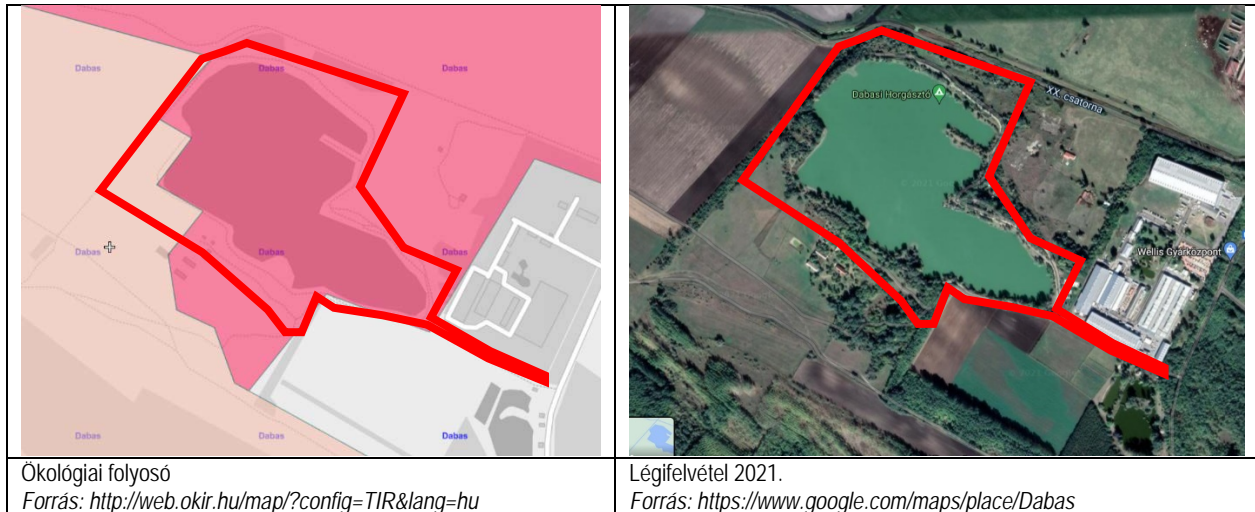 Dabas Dabas Dabas
Dabas Dabas Dabas
Dabas Dabas Dabas
Dabasi Horgásztó
XX. csatorna
Wellis Gyárközpont
Ökológiai folyosó
Forrás: http://web.okir.hu/map/?config=TIR&lang=hu
Légifelvétel 2021.
Forrás: https://www.google.com/maps/place/Dabas